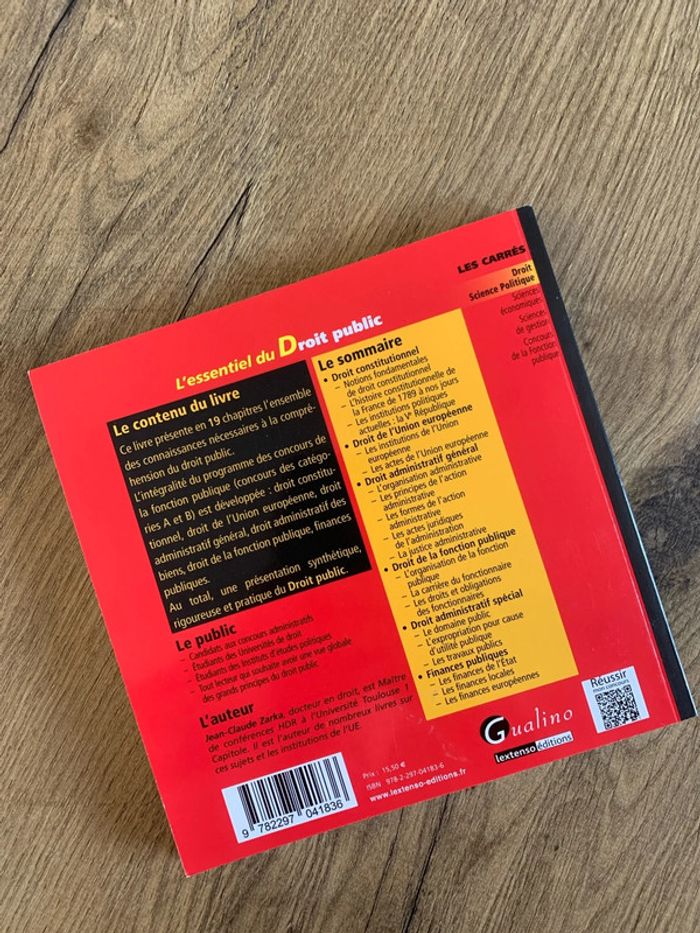 LES CARRÉS
Droit
Science Politique
Sciences
économiques
Sciences
de gestion
Concours
de la Fonction
publique
L'essentiel du Droit public
Le contenu du livre
Ce livre présente en 19 chapitres l'ensemble
des connaissances nécessaires à la compré-
hension du droit public.
L'intégralité du programme des concours de
la fonction publique (concours des catégo-
ries A et B) est développée : droit constitu-
tionnel, droit de l'Union européenne, droit
administratif général, droit administratif des
biens, droit de la fonction publique, finances
publiques.
Au total, une présentation synthétique,
rigoureuse et pratique du Droit public.
Le public
– Candidats aux concours administratifs
– Étudiants des Universités de droit
– Étudiants des Instituts d'études politiques
– Tout lecteur qui souhaite avoir une vue globale
des grands principes du droit public
L'auteur
Jean-Claude Zarka, docteur en droit, est Maître
de conférences HDR à l'Université Toulouse 1
Capitole. Il est l'auteur de nombreux livres sur
ces sujets et les institutions de l'UE.
Le sommaire
• Droit constitutionnel
– Notions fondamentales
de droit constitutionnel
– L'histoire constitutionnelle de
la France de 1789 à nos jours
– Les institutions politiques
actuelles : la Ve République
• Droit de l'Union européenne
– Les institutions de l'Union
européenne
– Les actes de l'Union européenne
• Droit administratif général
– L'organisation administrative
– Les principes de l'action
administrative
– Les formes de l'action
administrative
– Les actes juridiques
de l'administration
– La justice administrative
• Droit de la fonction publique
– L'organisation de la fonction
publique
– La carrière du fonctionnaire
– Les droits et obligations
des fonctionnaires
• Droit administratif spécial
– Le domaine public
– L'expropriation pour cause
d'utilité publique
– Les travaux publics
• Finances publiques
– Les finances de l'État
– Les finances locales
– Les finances européennes
Prix : 15,50 €
ISBN 978-2-297-04183-6
www.lextenso-editions.fr
9 782297 041836
Gualino
lextenso éditions
Réussir
mon concours